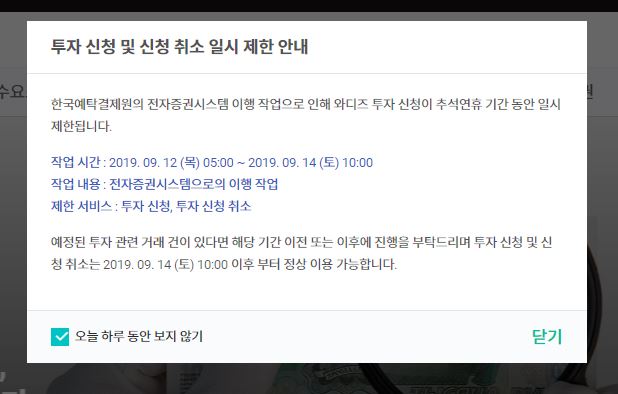 투자 신청 및 신청 취소 일시 제한 안내
한국예탁결제원의 전자증권시스템 이행 작업으로 인해 와디즈 투자 신청이 추석연휴 기간 동안 일시
제한됩니다.
작업 시간 : 2019. 09. 12 (목) 05:00 ~ 2019. 09. 14 (토) 10:00
작업 내용 : 전자증권시스템으로의 이행 작업
제한 서비스 : 투자 신청, 투자 신청 취소
예정된 투자 관련 거래 건이 있다면 해당 기간 이전 또는 이후에 진행을 부탁드리며 투자 신청 및 신
청 취소는 2019. 09. 14 (토) 10:00 이후 부터 정상 이용 가능합니다.
오늘 하루 동안 보지 않기
닫기